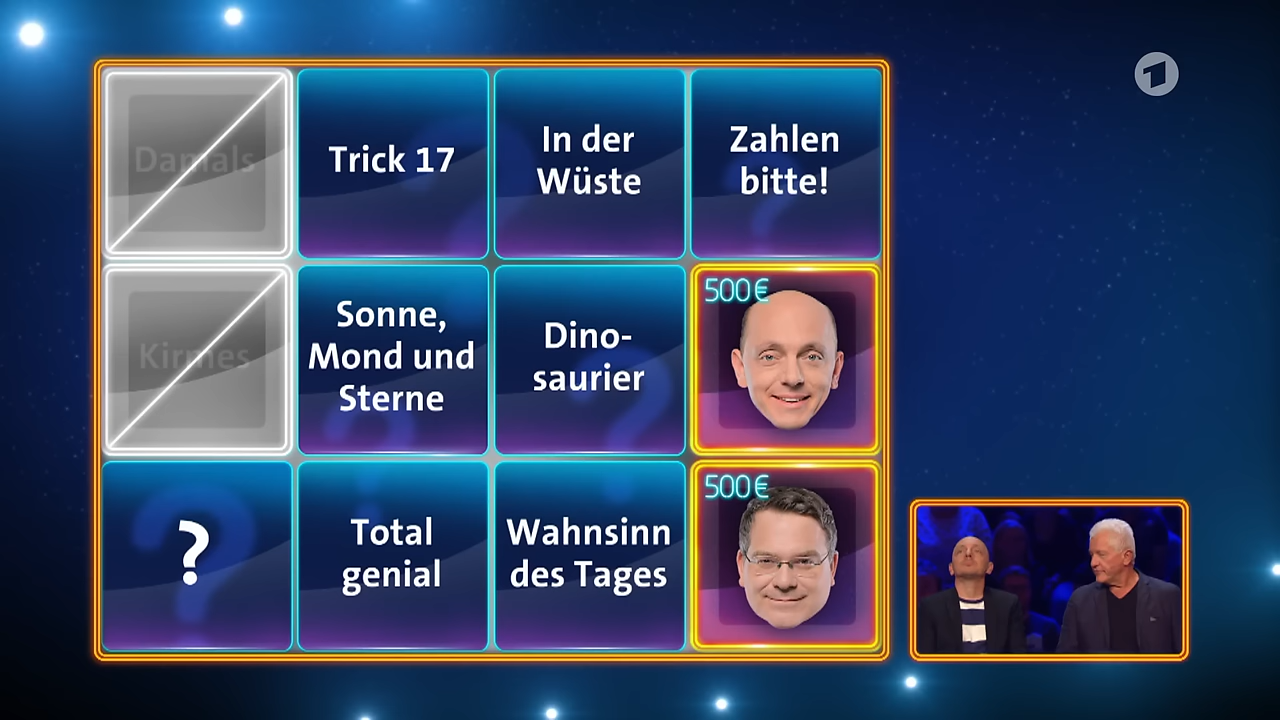 Damals
Trick 17
In der
Wüste
Zahlen
bitte!
Kirmes
Sonne,
Mond und
Sterne
Dino-
saurier
500€
?
Total
genial
Wahnsinn
des Tages
500€
1